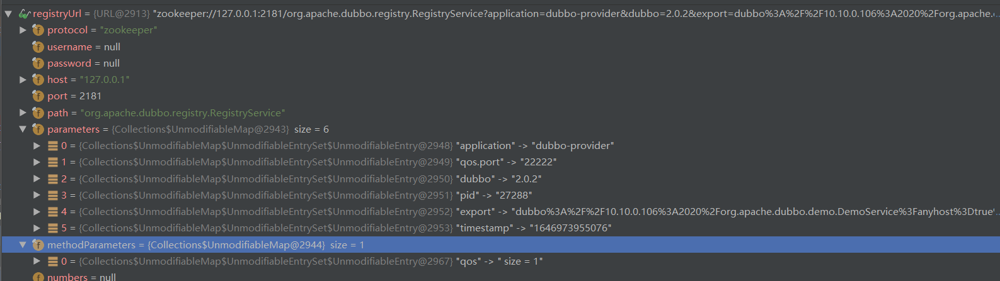 registryUrl = {URL@2913} "zookeeper://127.0.0.1:2181/org.apache.dubbo.registry.RegistryService?application=dubbo-provider&dubbo=2.0.2&export=dubbo%3A%2F%2F10.10.0.106%3A2020%2Forg.apache.
f protocol = "zookeeper"
f username = null
f password = null
f host = "127.0.0.1"
f port = 2181
f path = "org.apache.dubbo.registry.RegistryService"
f parameters = {Collections$UnmodifiableMap@2943} size = 6
0 = {Collections$UnmodifiableMap$UnmodifiableEntrySet$UnmodifiableEntry@2948} "application" -> "dubbo-provider"
1 = {Collections$UnmodifiableMap$UnmodifiableEntrySet$UnmodifiableEntry@2949} "qos.port" -> "22222"
2 = {Collections$UnmodifiableMap$UnmodifiableEntrySet$UnmodifiableEntry@2950} "dubbo" -> "2.0.2"
3 = {Collections$UnmodifiableMap$UnmodifiableEntrySet$UnmodifiableEntry@2951} "pid" -> "27288"
4 = {Collections$UnmodifiableMap$UnmodifiableEntrySet$UnmodifiableEntry@2952} "export" -> "dubbo%3A%2F%2F10.10.0.106%3A2020%2Forg.apache.dubbo.demo.DemoService%3Fanyhost%3Dtrue'...
5 = {Collections$UnmodifiableMap$UnmodifiableEntrySet$UnmodifiableEntry@2953} "timestamp" -> "1646973955076"
f methodParameters = {Collections$UnmodifiableMap@2944} size = 1
0 = {Collections$UnmodifiableMap$UnmodifiableEntrySet$UnmodifiableEntry@2967} "qos" -> " size = 1"
f numbers = null